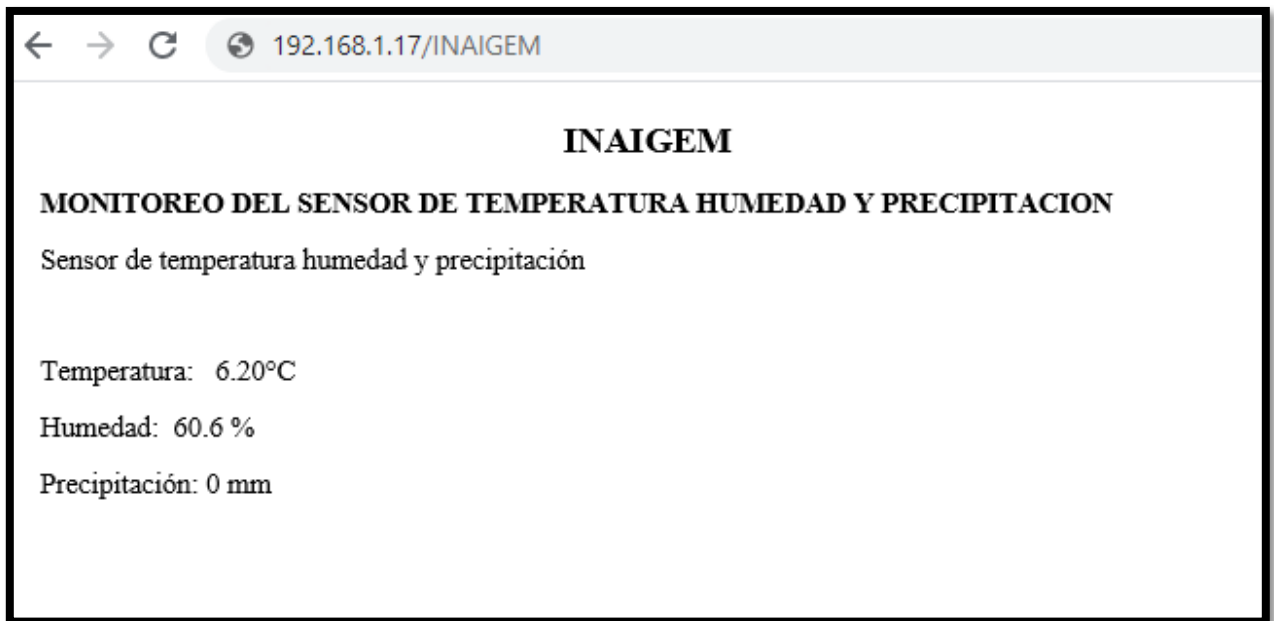 192.168.1.17/INAIGEM
INAIGEM
MONITOREO DEL SENSOR DE TEMPERATURA HUMEDAD Y PRECIPITACION
Sensor de temperatura humedad y precipitación
Temperatura: 6.20°C
Humedad: 60.6 %
Precipitación: 0 mm